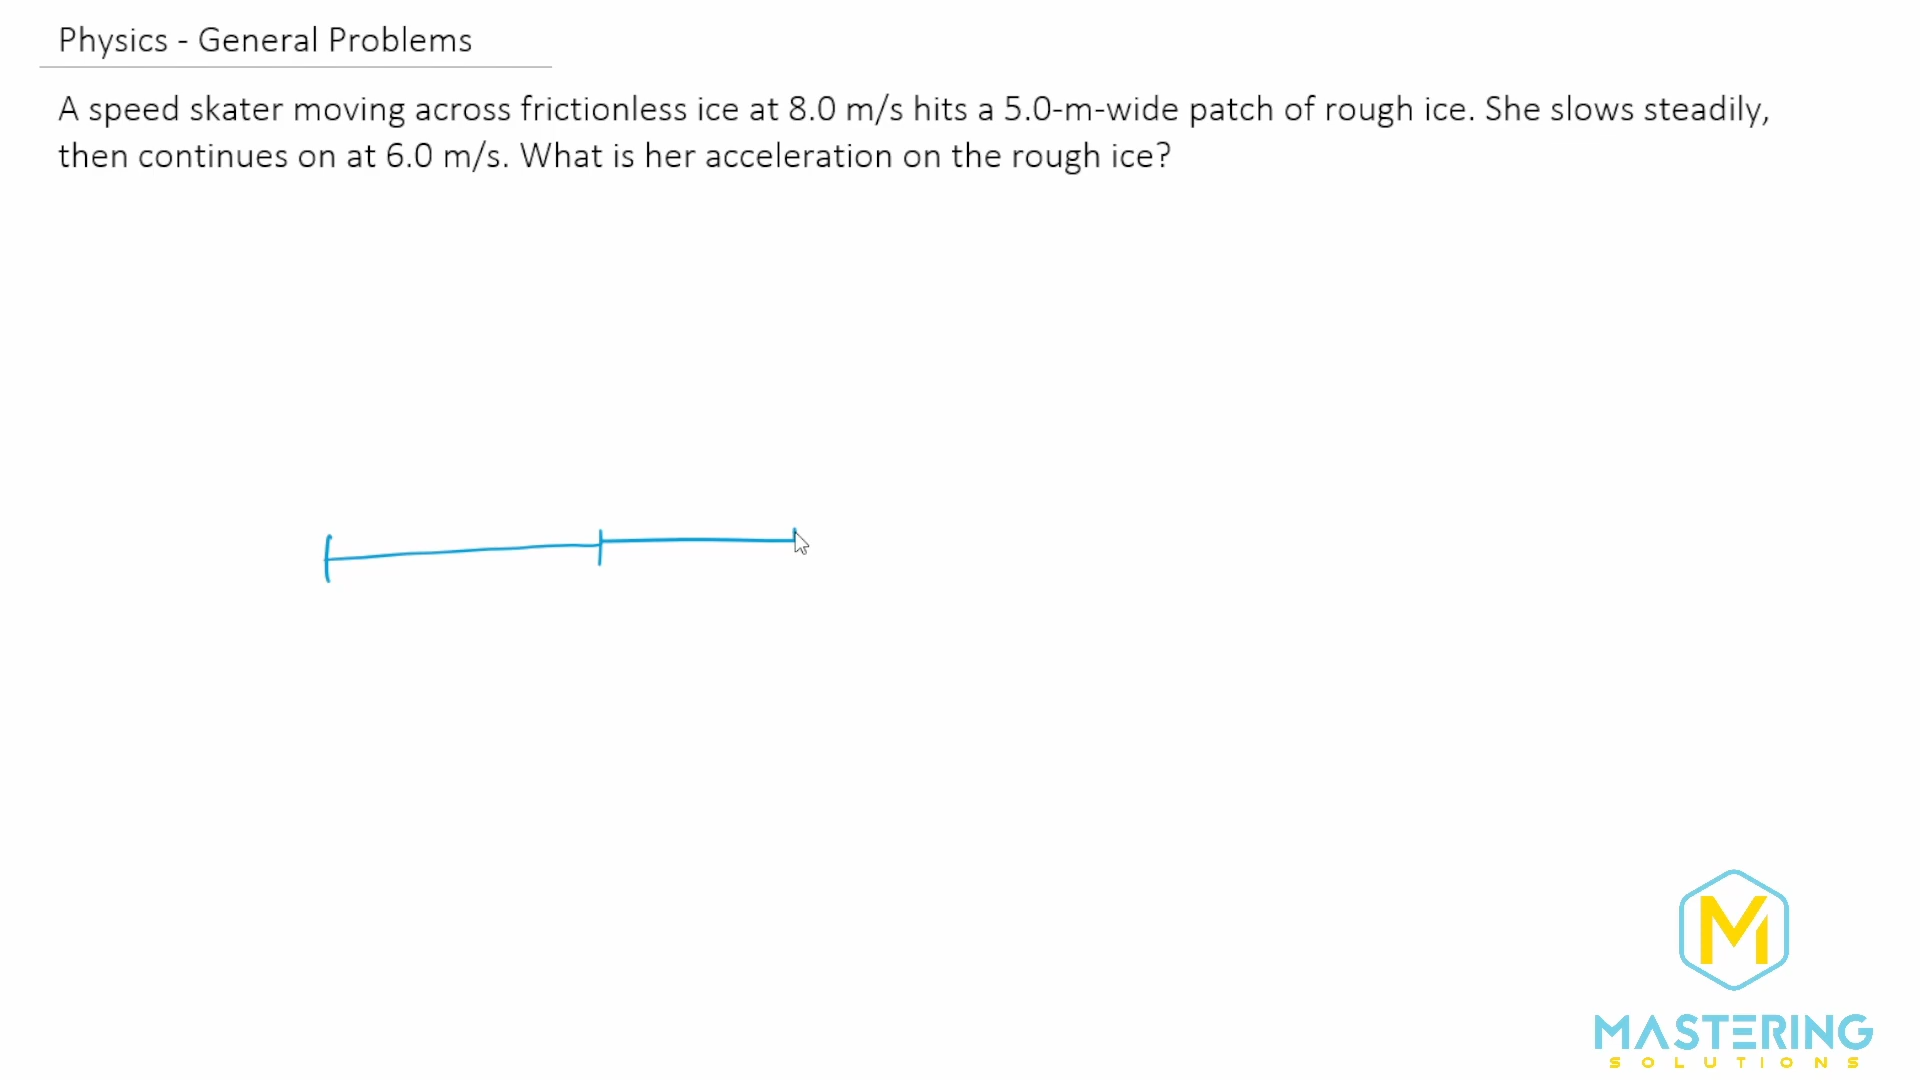 Physics - General Problems
A speed skater moving across frictionless ice at 8.0 m/s hits a 5.0-m-wide patch of rough ice. She slows steadily,
then continues on at 6.0 m/s. What is her acceleration on the rough ice?
M
MASTERING
SOLUTIONS